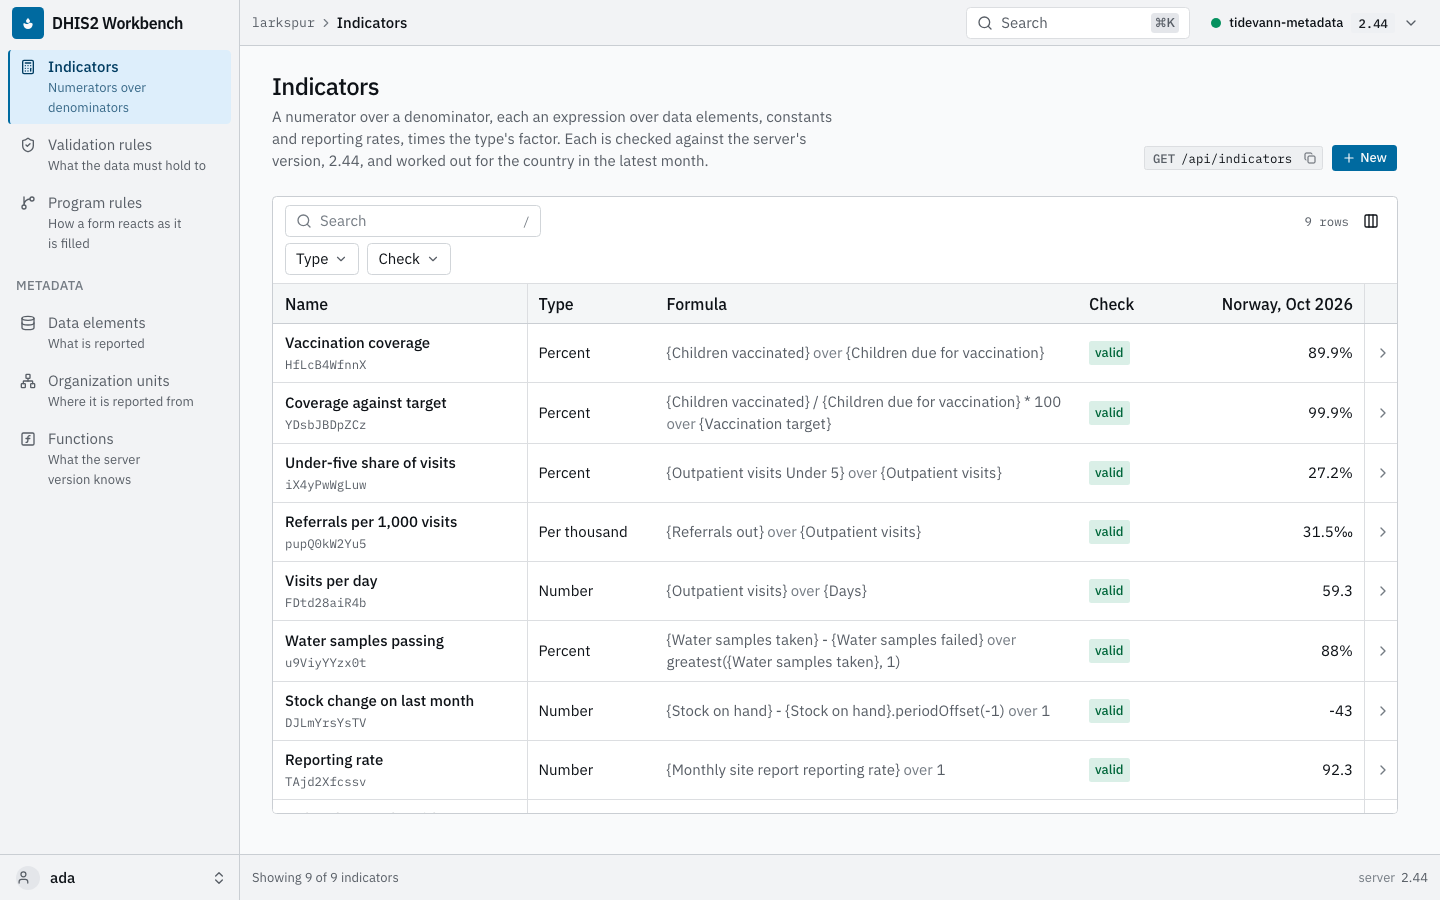 DHIS2 Workbench
larkspur > Indicators
Search ⌘K
tidevann-metadata 2.44
Indicators
Numerators over
denominators
Validation rules
What the data must hold to
Program rules
How a form reacts as it
is filled
METADATA
Data elements
What is reported
Organization units
Where it is reported from
Functions
What the server
version knows
Indicators
A numerator over a denominator, each an expression over data elements, constants
and reporting rates, times the type's factor. Each is checked against the server's
version, 2.44, and worked out for the country in the latest month.
GET /api/indicators
+ New
Search /
9 rows
Type
Check
Name Type Formula Check Norway, Oct 2026
Vaccination coverage
HfLcB4WfnnX
Percent
{Children vaccinated} over {Children due for vaccination}
valid
89.9%
Coverage against target
YDsbJBDpZCz
Percent
{Children vaccinated} / {Children due for vaccination} * 100
over {Vaccination target}
valid
99.9%
Under-five share of visits
iX4yPwWgLuw
Percent
{Outpatient visits Under 5} over {Outpatient visits}
valid
27.2%
Referrals per 1,000 visits
pupQ0kW2Yu5
Per thousand
{Referrals out} over {Outpatient visits}
valid
31.5‰
Visits per day
FDtd28aiR4b
Number
{Outpatient visits} over {Days}
valid
59.3
Water samples passing
u9ViyYYzx0t
Percent
{Water samples taken} - {Water samples failed} over
greatest({Water samples taken}, 1)
valid
88%
Stock change on last month
DJLmYrsYsTV
Number
{Stock on hand} - {Stock on hand}.periodOffset(-1) over 1
valid
-43
Reporting rate
TAjd2Xfcssv
Number
{Monthly site report reporting rate} over 1
valid
92.3
ada
Showing 9 of 9 indicators
server 2.44